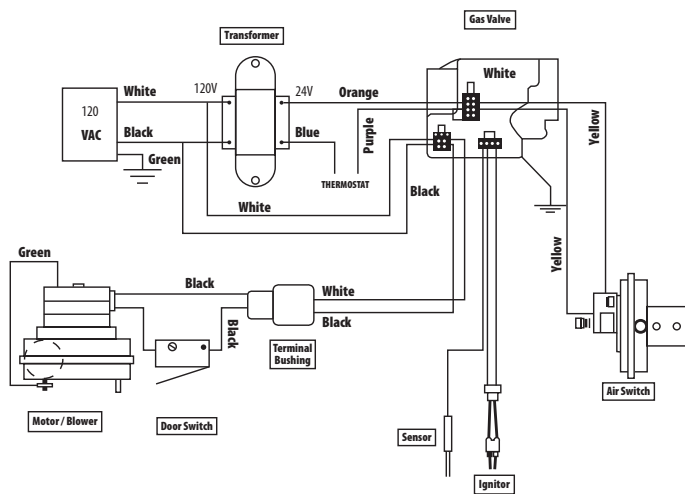 Gas Valve
Transformer
White
120V
24V
Orange
White
120
VAC
Black
Blue
Purple
Yellow
Green
THERMOSTAT
Black
White
Green
Yellow
Black
White
Black
Black
Terminal
Bushing
Air Switch
Motor / Blower
Door Switch
Sensor
Ignitor